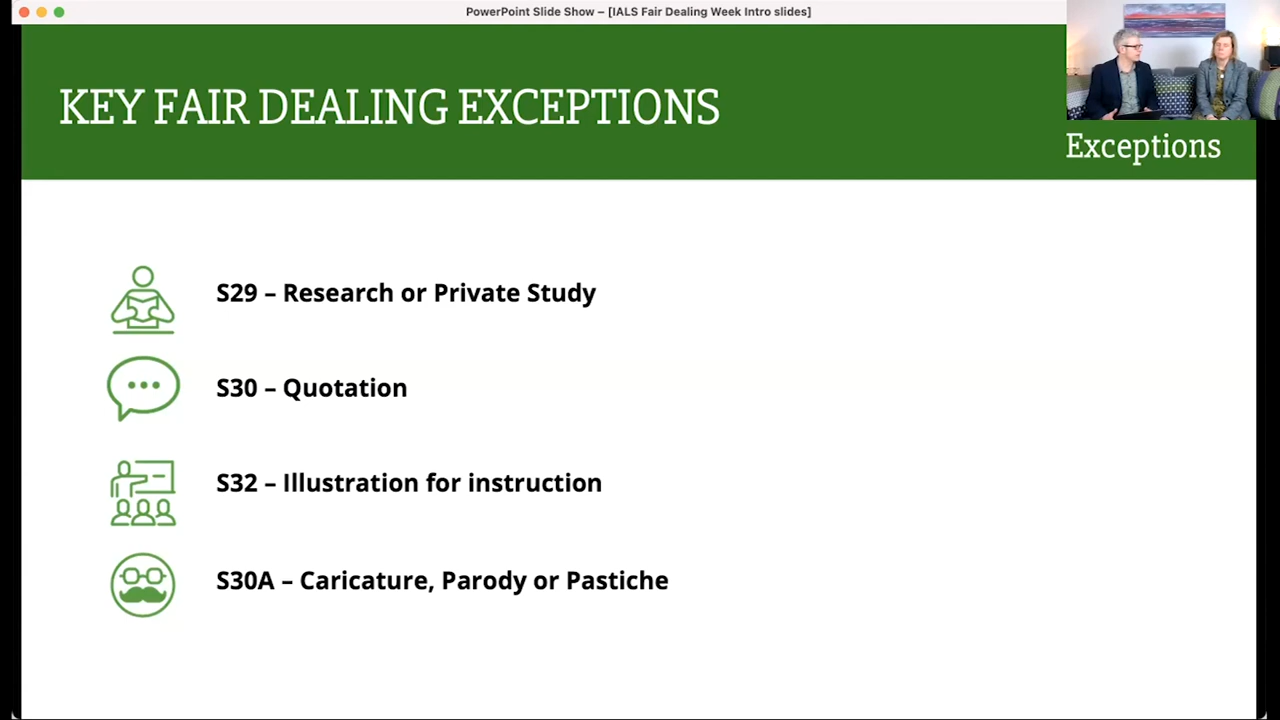 PowerPoint Slide Show – [IALS Fair Dealing Week Intro slides]
KEY FAIR DEALING EXCEPTIONS
Exceptions
S29 – Research or Private Study
S30 – Quotation
S32 – Illustration for instruction
S30A – Caricature, Parody or Pastiche